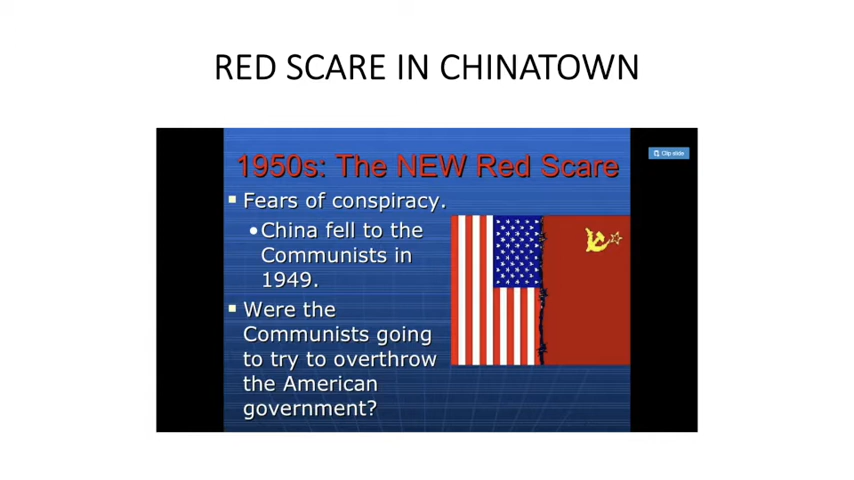 RED SCARE IN CHINATOWN
Clip slide
1950s: The NEW Red Scare
Fears of conspiracy.
China fell to the
Communists in
1949.
Were the
Communists going
to try to overthrow
the American
government?